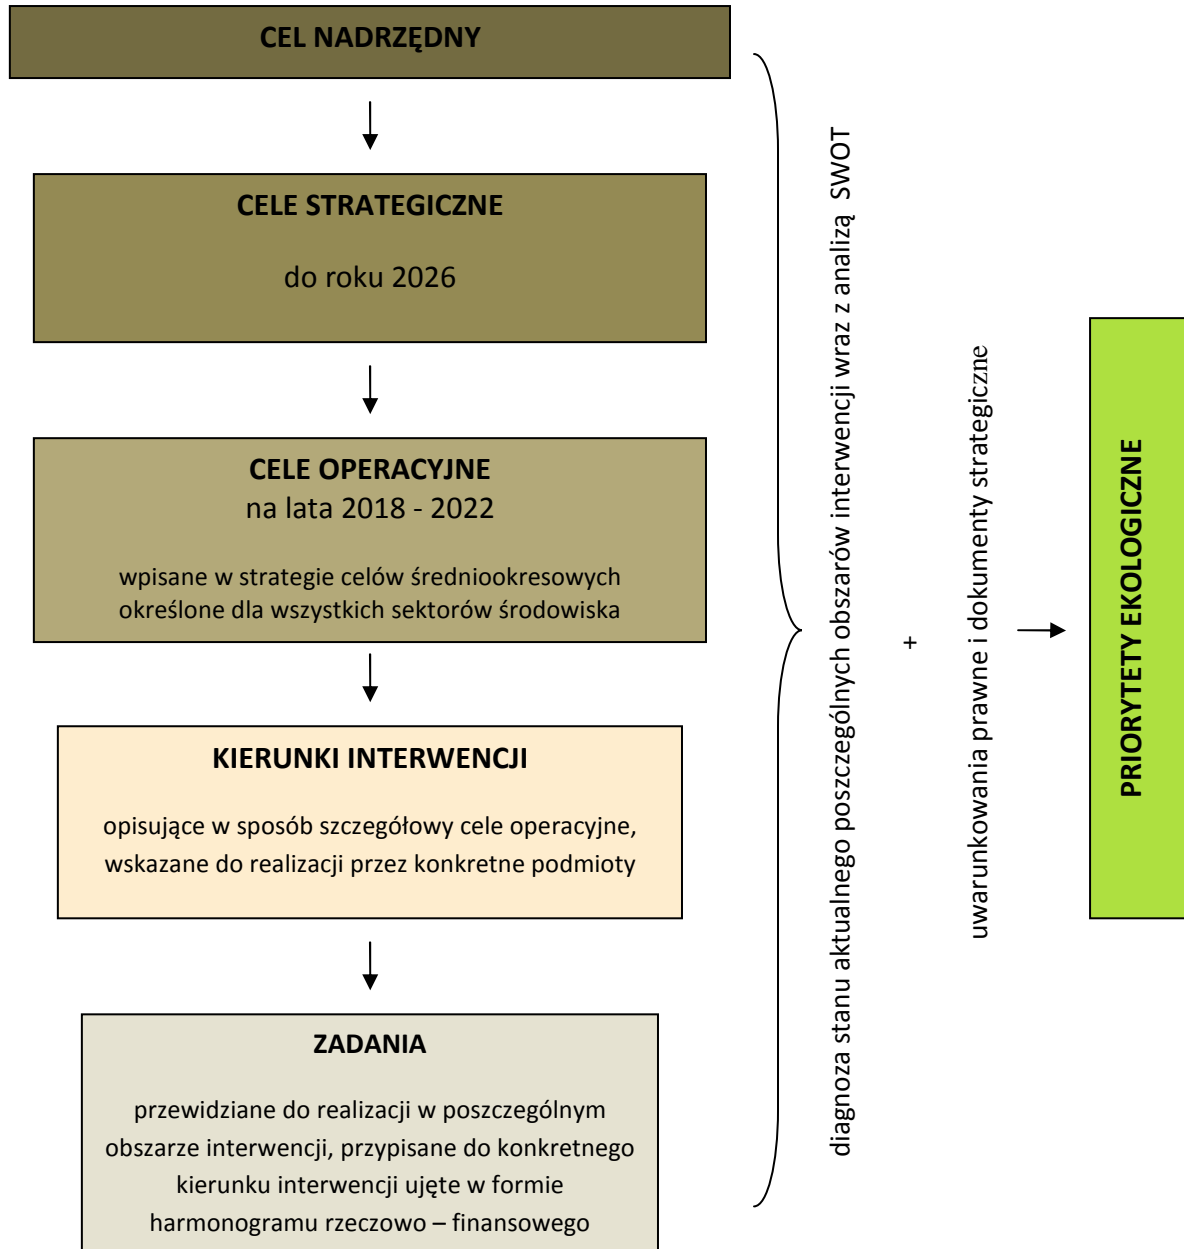 CEL NADRZĘDNY
CELE STRATEGICZNE
do roku 2026
CELE OPERACYJNE
na lata 2018 - 2022
wpisane w strategie celów średniookresowych
określone dla wszystkich sektorów środowiska
KIERUNKI INTERWENCJI
opisujące w sposób szczegółowy cele operacyjne,
wskazane do realizacji przez konkretne podmioty
ZADANIA
przewidziane do realizacji w poszczególnym
obszarze interwencji, przypisane do konkretnego
kierunku interwencji ujęte w formie
harmonogramu rzeczowo – finansowego
diagnoza stanu aktualnego poszczególnych obszarów interwencji wraz z analizą SWOT
+
uwarunkowania prawne i dokumenty strategiczne
PRIORYTETY EKOLOGICZNE